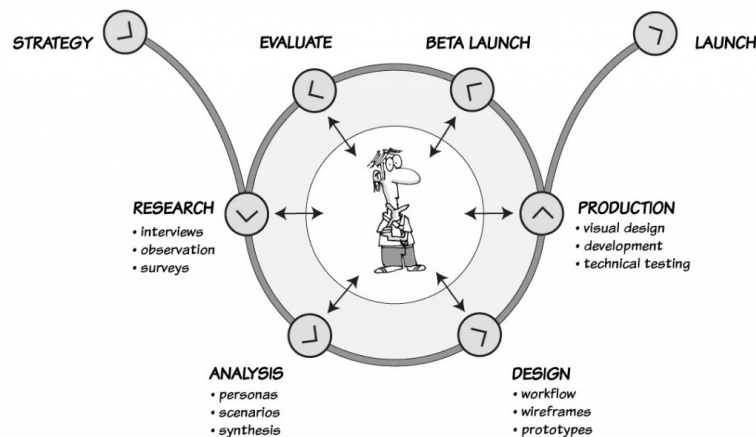 STRATEGY
EVALUATE
BETA LAUNCH
LAUNCH
RESEARCH
• interviews
• observation
• surveys
PRODUCTION
• visual design
• development
• technical testing
ANALYSIS
• personas
• scenarios
• synthesis
DESIGN
• workflow
• wireframes
• prototypes